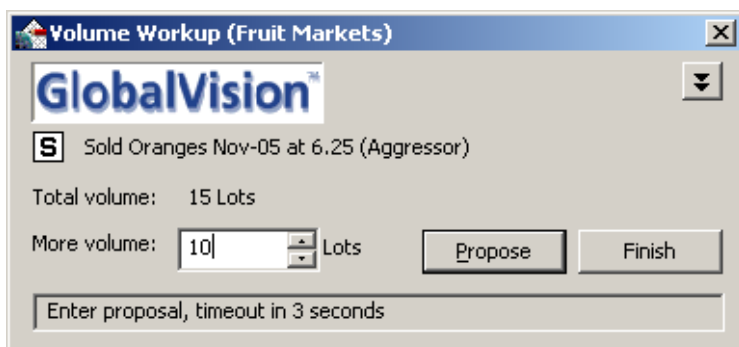 Volume Workup (Fruit Markets)
GlobalVision™
S Sold Oranges Nov-05 at 6.25 (Aggressor)
Total volume: 15 Lots
More volume: 10 Lots Propose Finish
Enter proposal, timeout in 3 seconds